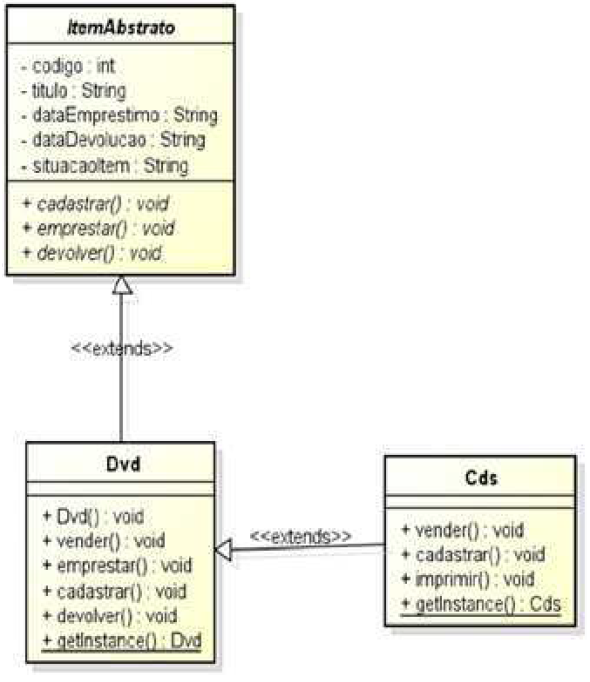 ItemAbstrato
- codigo : int
- titulo : String
- dataEmprestimo : String
- dataDevolucao : String
- situacaoItem : String
+ cadastrar() : void
+ emprestar() : void
+ devolver() : void
<<extends>>
Dvd
+ Dvd() : void
+ vender() : void
+ emprestar() : void
+ cadastrar() : void
+ devolver() : void
+ getInstance() : Dvd
<<extends>>
Cds
+ vender() : void
+ cadastrar() : void
+ imprimir() : void
+ getInstance() : Cds